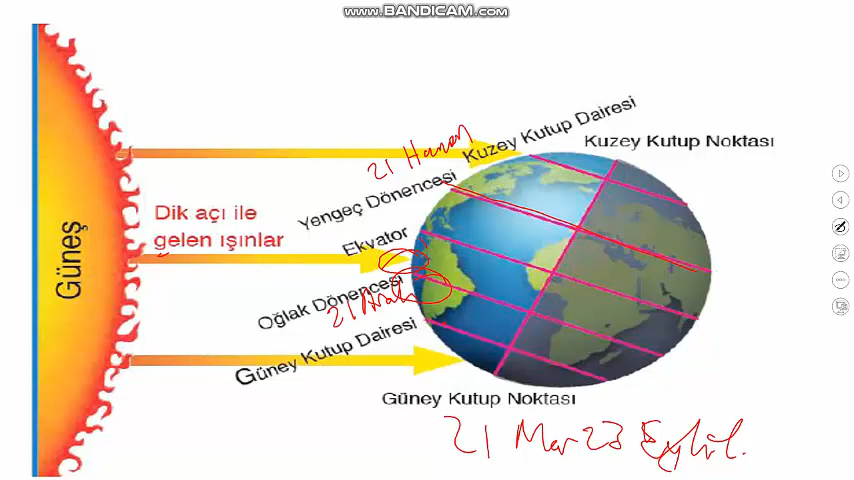 www.BANDICAM.com
Kuzey Kutup Dairesi
Kuzey Kutup Noktası
21 Haziran
Yengeç Dönencesi
Dik açı ile
gelen ışınlar
Ekvator
Güneş
Oğlak Dönencesi
21 Aralık
Güney Kutup Dairesi
Güney Kutup Noktası
21 Mar 23 Eylül.